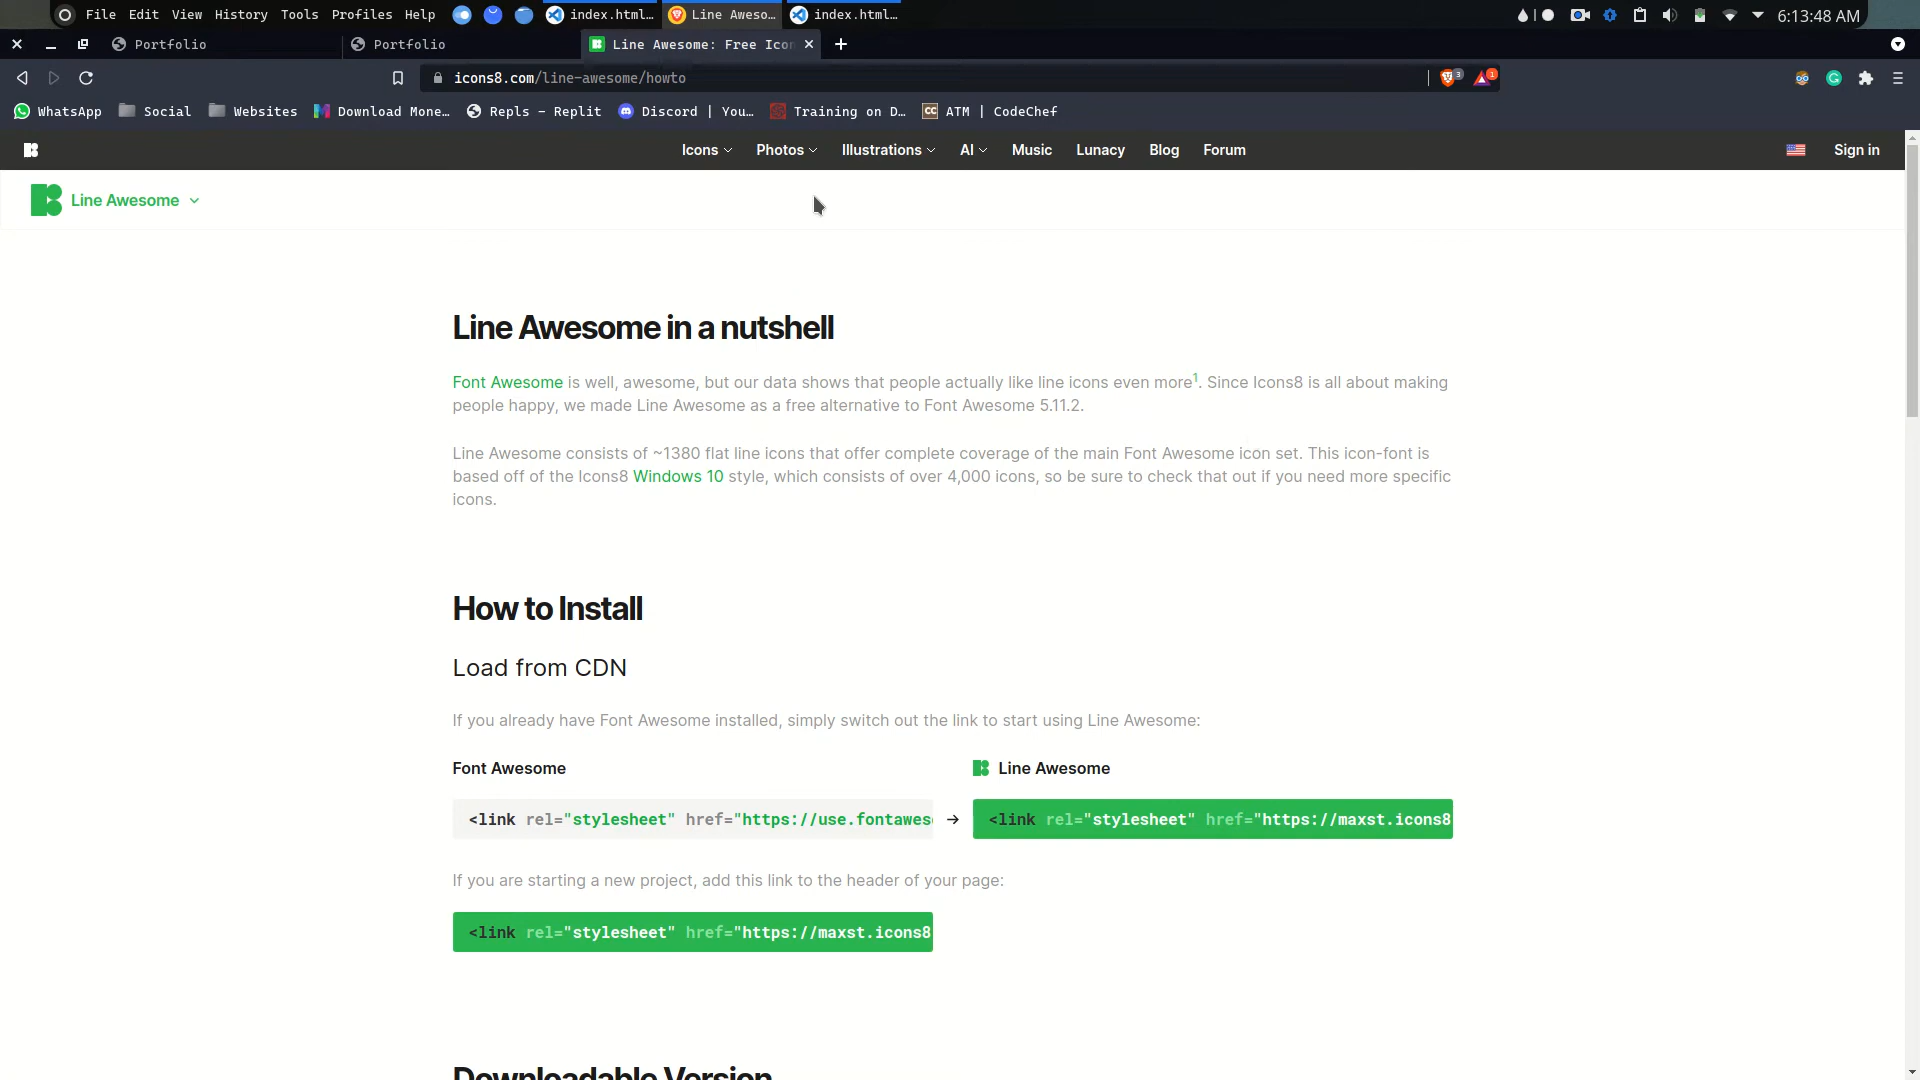 File Edit View History Tools Profiles Help index.html... Line Aweso... index.html... 6:13:48 AM
Portfolio Portfolio Line Awesome: Free Icon
icons8.com/line-awesome/howto 3 1
WhatsApp Social Websites Download Mone... Repls - Replit Discord | You... Training on D... CC ATM | CodeChef
Icons Photos Illustrations AI Music Lunacy Blog Forum Sign in
Line Awesome
Line Awesome in a nutshell
Font Awesome is well, awesome, but our data shows that people actually like line icons even more1. Since Icons8 is all about making
people happy, we made Line Awesome as a free alternative to Font Awesome 5.11.2.
Line Awesome consists of ~1380 flat line icons that offer complete coverage of the main Font Awesome icon set. This icon-font is
based off of the Icons8 Windows 10 style, which consists of over 4,000 icons, so be sure to check that out if you need more specific
icons.
How to Install
Load from CDN
If you already have Font Awesome installed, simply switch out the link to start using Line Awesome:
Font Awesome
Line Awesome
<link rel="stylesheet" href="https://use.fontaweso → <link rel="stylesheet" href="https://maxst.icons8
If you are starting a new project, add this link to the header of your page:
<link rel="stylesheet" href="https://maxst.icons8
Downloadable Version